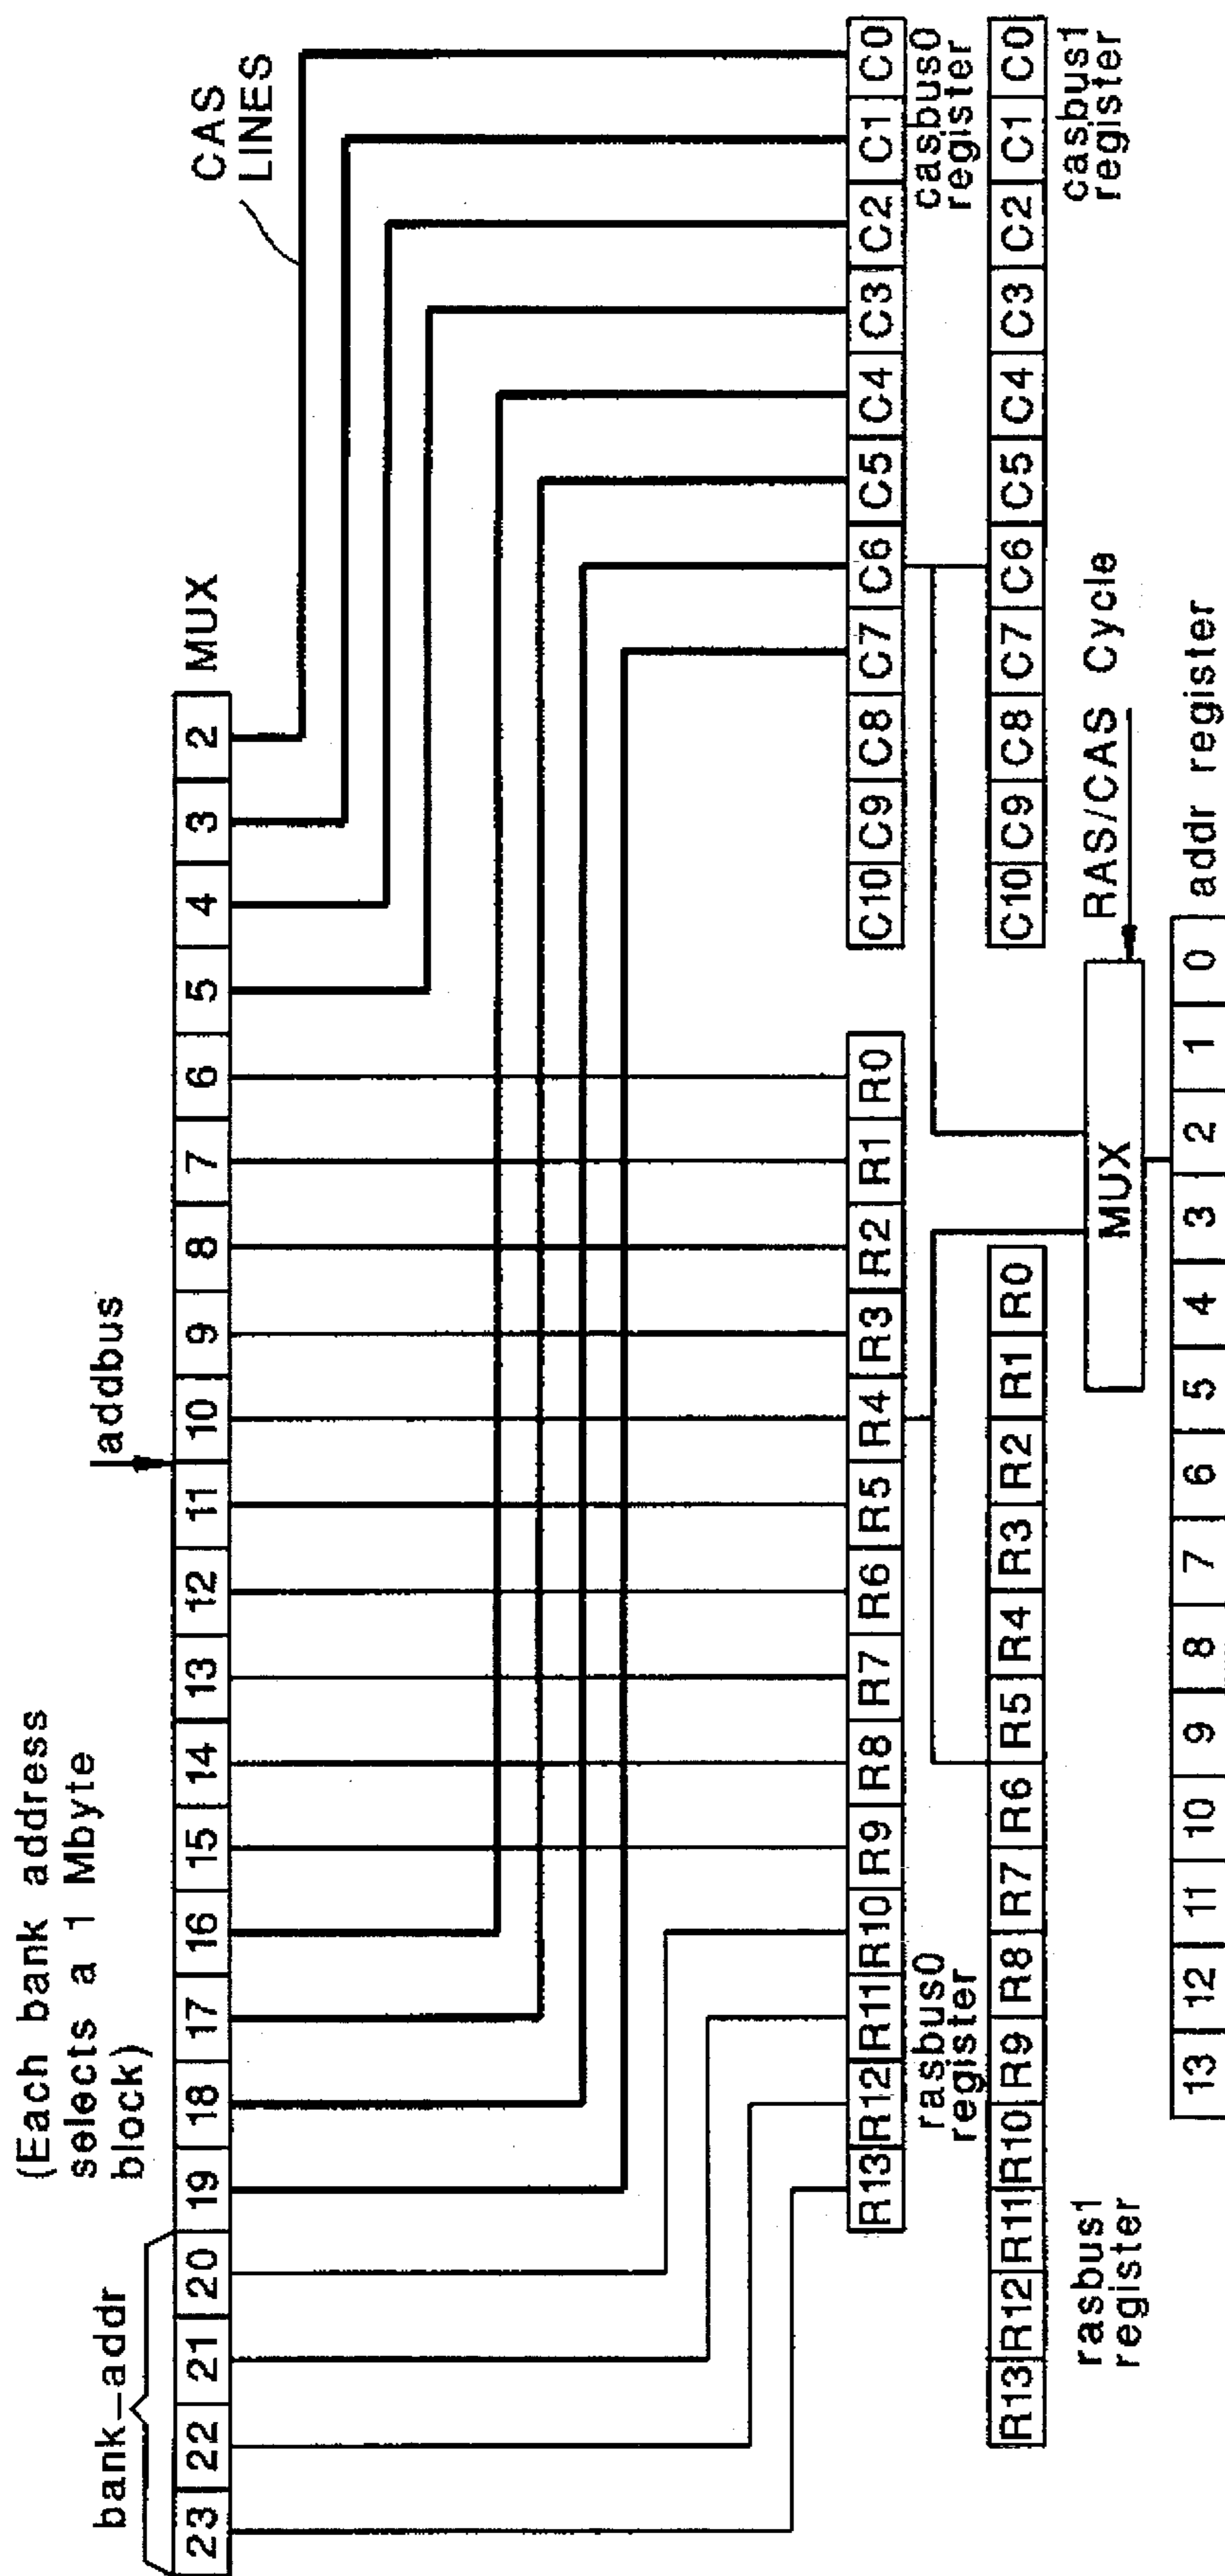 (Each bank address
selects a 1 Mbyte
block)
bank_addr
addbus
23 22 21 20 19 18 17 16 15 14 13 12 11 10 9 8 7 6 5 4 3 2 MUX
CAS
LINES
R13 R12 R11 R10 R9 R8 R7 R6 R5 R4 R3 R2 R1 R0
rasbus0
register
C10 C9 C8 C7 C6 C5 C4 C3 C2 C1 C0
casbus0
register
R13 R12 R11 R10 R9 R8 R7 R6 R5 R4 R3 R2 R1 R0
rasbus1
register
C10 C9 C8 C7 C6 C5 C4 C3 C2 C1 C0
casbus1
register
MUX
RAS/CAS Cycle
13 12 11 10 9 8 7 6 5 4 3 2 1 0 addr register